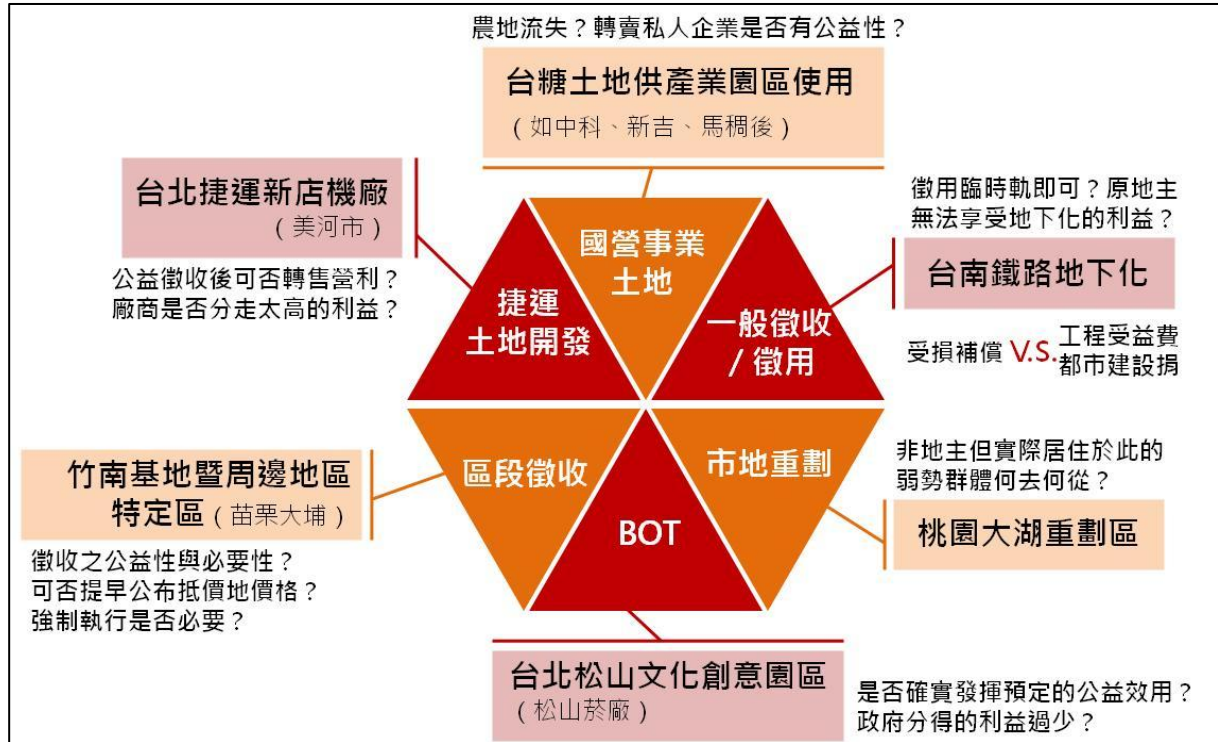 農地流失？轉賣私人企業是否有公益性？
台糖土地供產業園區使用
（如中科、新吉、馬稠後）
台北捷運新店機廠
（美河市）
公益徵收後可否轉售營利？
廠商是否分走太高的利益？
徵用臨時軌即可？原地主
無法享受地下化的利益？
台南鐵路地下化
受損補償 V.S. 工程受益費
都市建設捐
國營事業
土地
捷運
土地開發
一般徵收
/ 徵用
區段徵收
BOT
市地重劃
竹南基地暨周邊地區
特定區（苗栗大埔）
徵收之公益性與必要性？
可否提早公布抵價地價格？
強制執行是否必要？
非地主但實際居住於此的
弱勢群體何去何從？
桃園大湖重劃區
台北松山文化創意園區
（松山菸廠）
是否確實發揮預定的公益效用？
政府分得的利益過少？